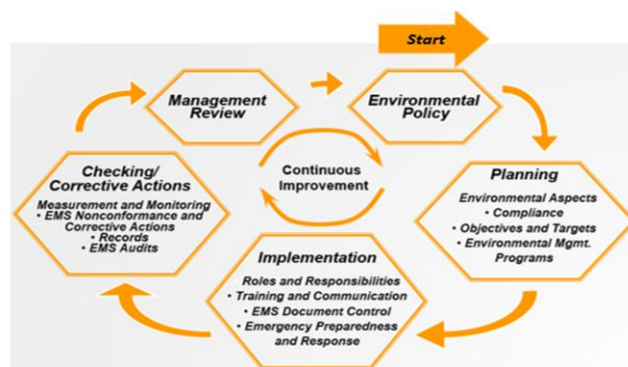 Start
Management
Review
Environmental
Policy
Checking/
Corrective Actions
Measurement and Monitoring
• EMS Nonconformance and
Corrective Actions
• Records
• EMS Audits
Continuous
Improvement
Planning
Environmental Aspects
• Compliance
• Objectives and Targets
• Environmental Mgmt.
Programs
Implementation
Roles and Responsibilities
• Training and Communication
• EMS Document Control
• Emergency Preparedness
and Response